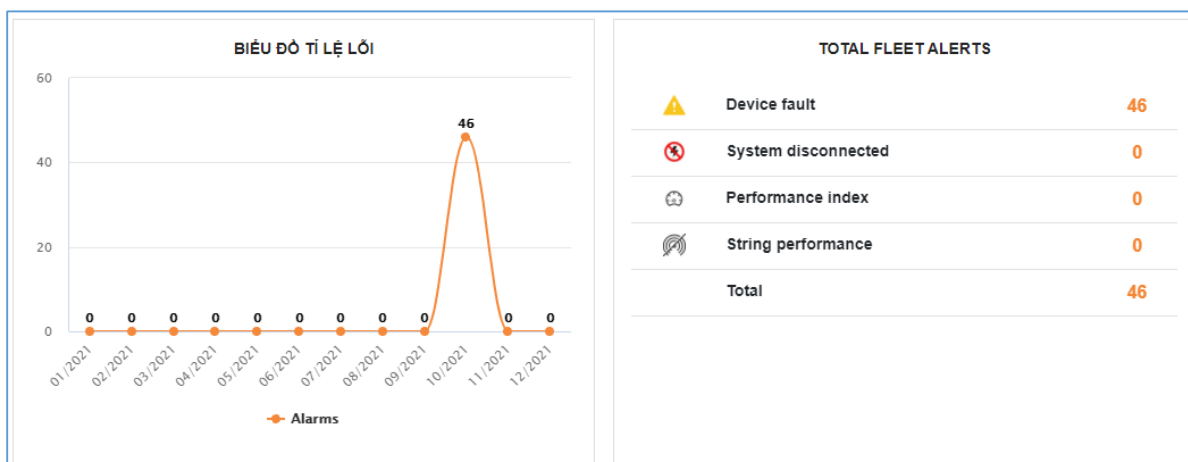 BIỂU ĐỒ TỈ LỆ LỖI
60
40
20
0
0 0 0 0 0 0 0 0 0 46 0 0
01/2021 02/2021 03/2021 04/2021 05/2021 06/2021 07/2021 08/2021 09/2021 10/2021 11/2021 12/2021
Alarms
TOTAL FLEET ALERTS
Device fault 46
System disconnected 0
Performance index 0
String performance 0
Total 46